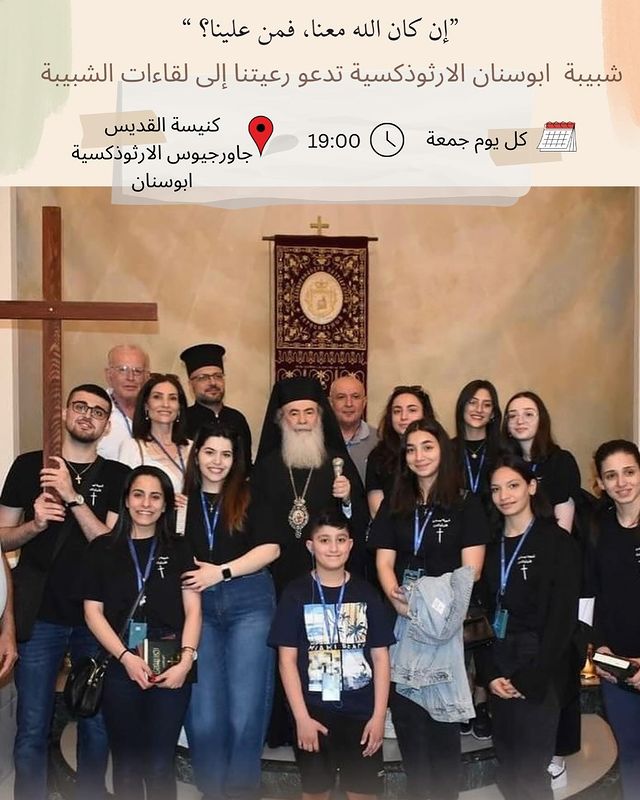 ”إن كان الله معنا، فمن علينا؟ “
شبيبة ابوسنان الارثوذكسية تدعو رعيتنا إلى لقاءات الشبيبة
كل يوم جمعة
19:00
كنيسة القديس
جاورجيوس الارثوذكسية
ابوسنان